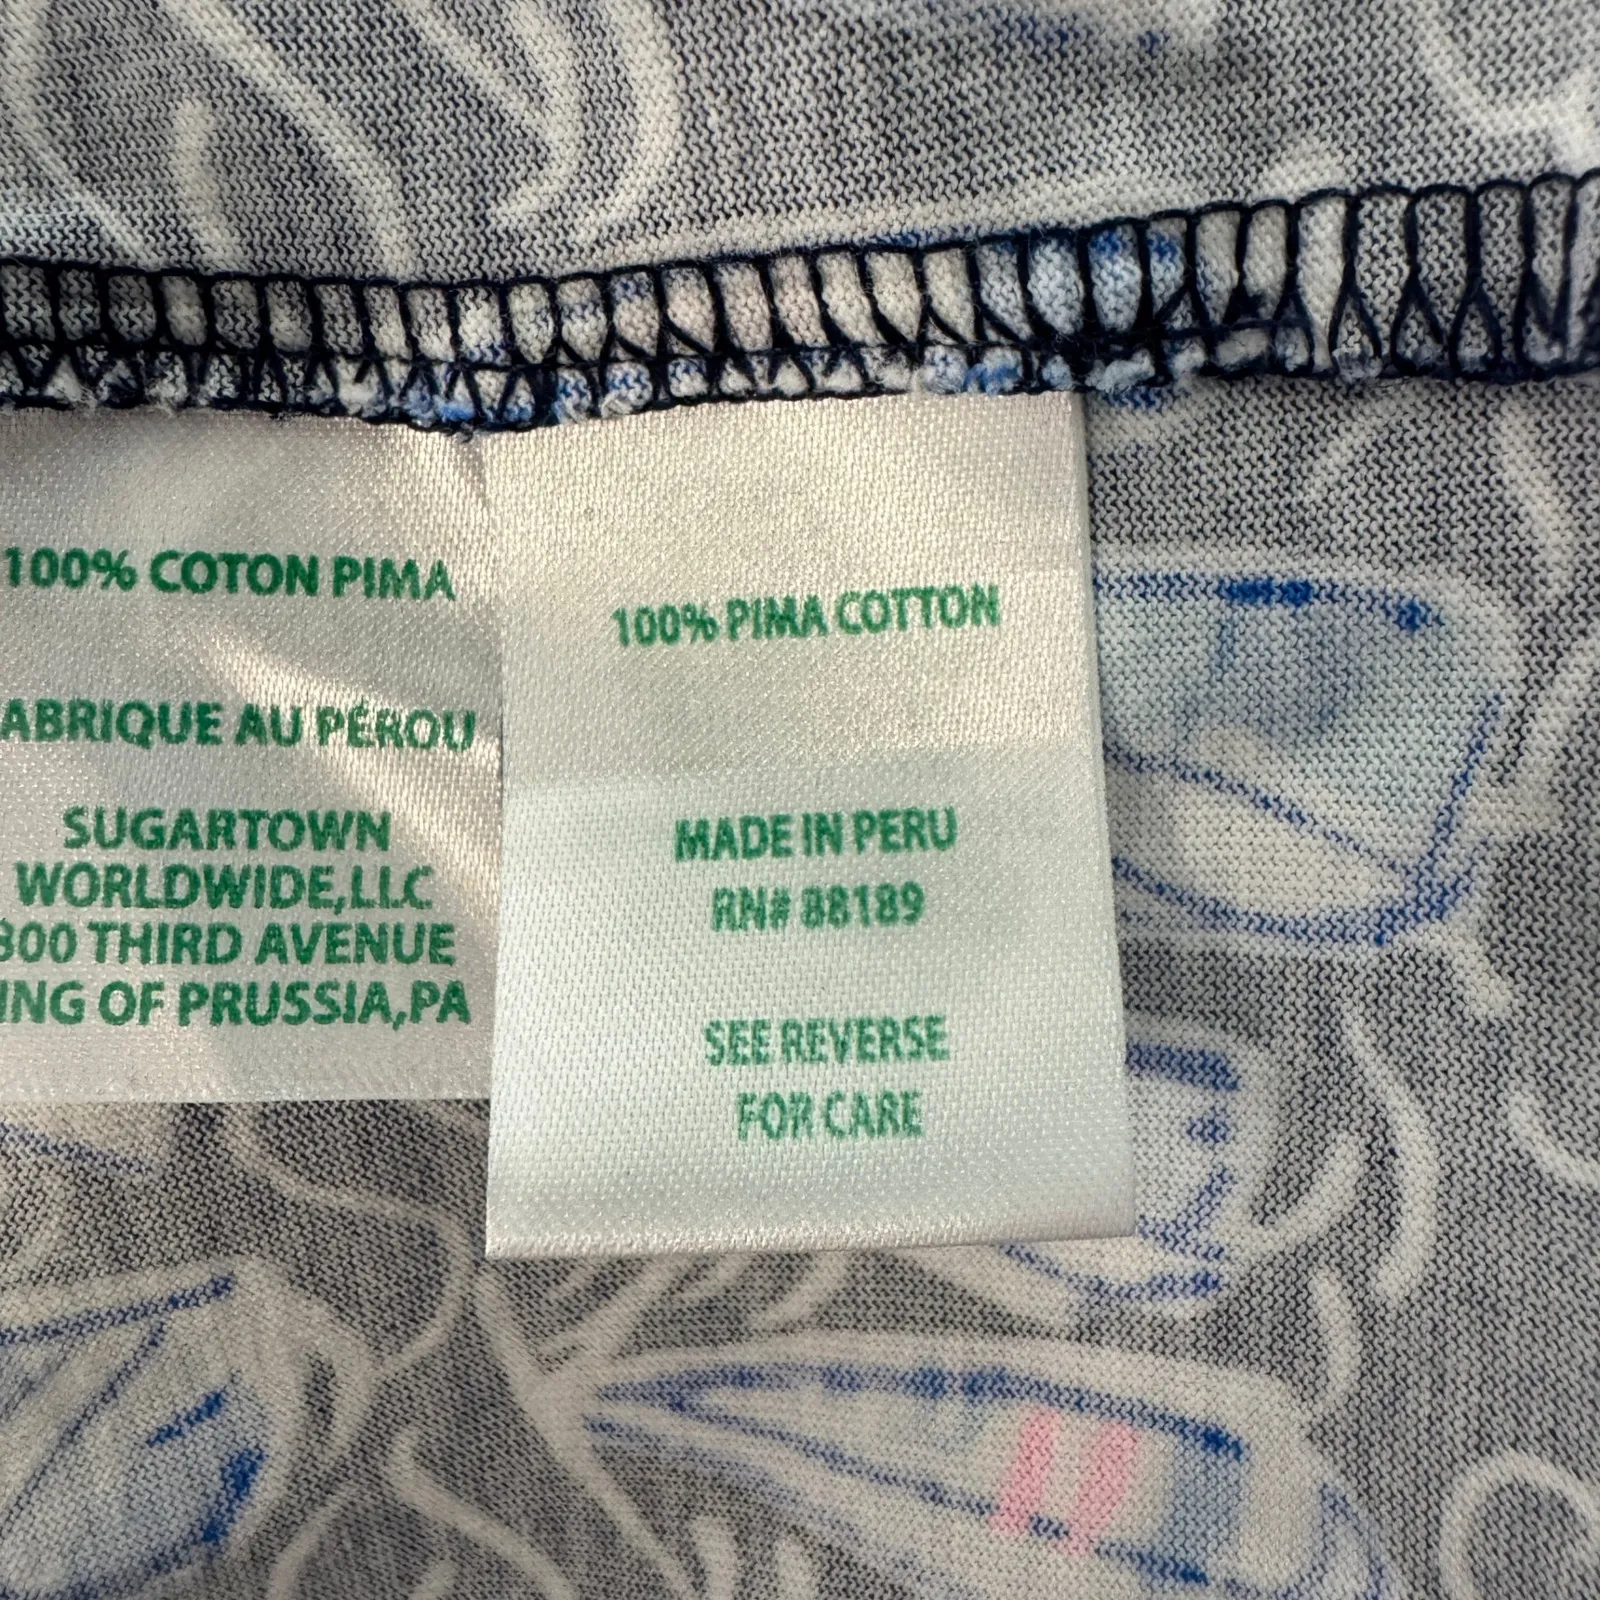 100% COTON PIMA
ABRIQUE AU PÉROU
SUGARTOWN
WORLDWIDE,LLC
300 THIRD AVENUE
ING OF PRUSSIA,PA
100% PIMA COTTON
MADE IN PERU
RN# 88189
SEE REVERSE
FOR CARE